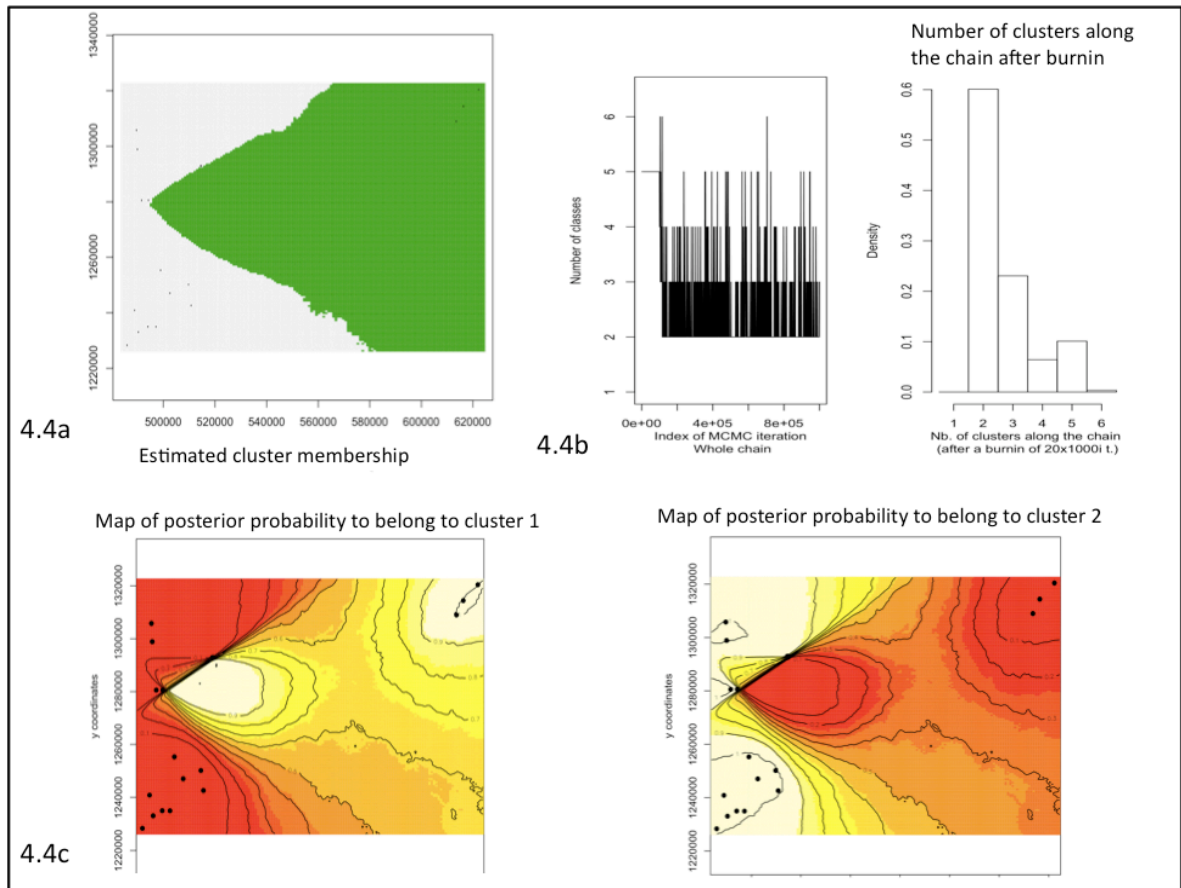 1340000
1300000
1260000
1220000
500000 520000 540000 560000 580000 600000 620000
4.4a
Estimated cluster membership
Number of classes
6
5
4
3
2
1
0e+00 4e+05 8e+05
Index of MCMC iteration
Whole chain
4.4b
Number of clusters along
the chain after burnin
Density
0.6
0.5
0.4
0.3
0.2
0.1
0.0
1 2 3 4 5 6
Nb. of clusters along the chain
(after a burnin of 20x1000i t.)
Map of posterior probability to belong to cluster 1
y coordinates
1320000
1300000
1280000
1260000
1240000
1220000
4.4c
Map of posterior probability to belong to cluster 2
y coordinates
1320000
1300000
1280000
1260000
1240000
1220000